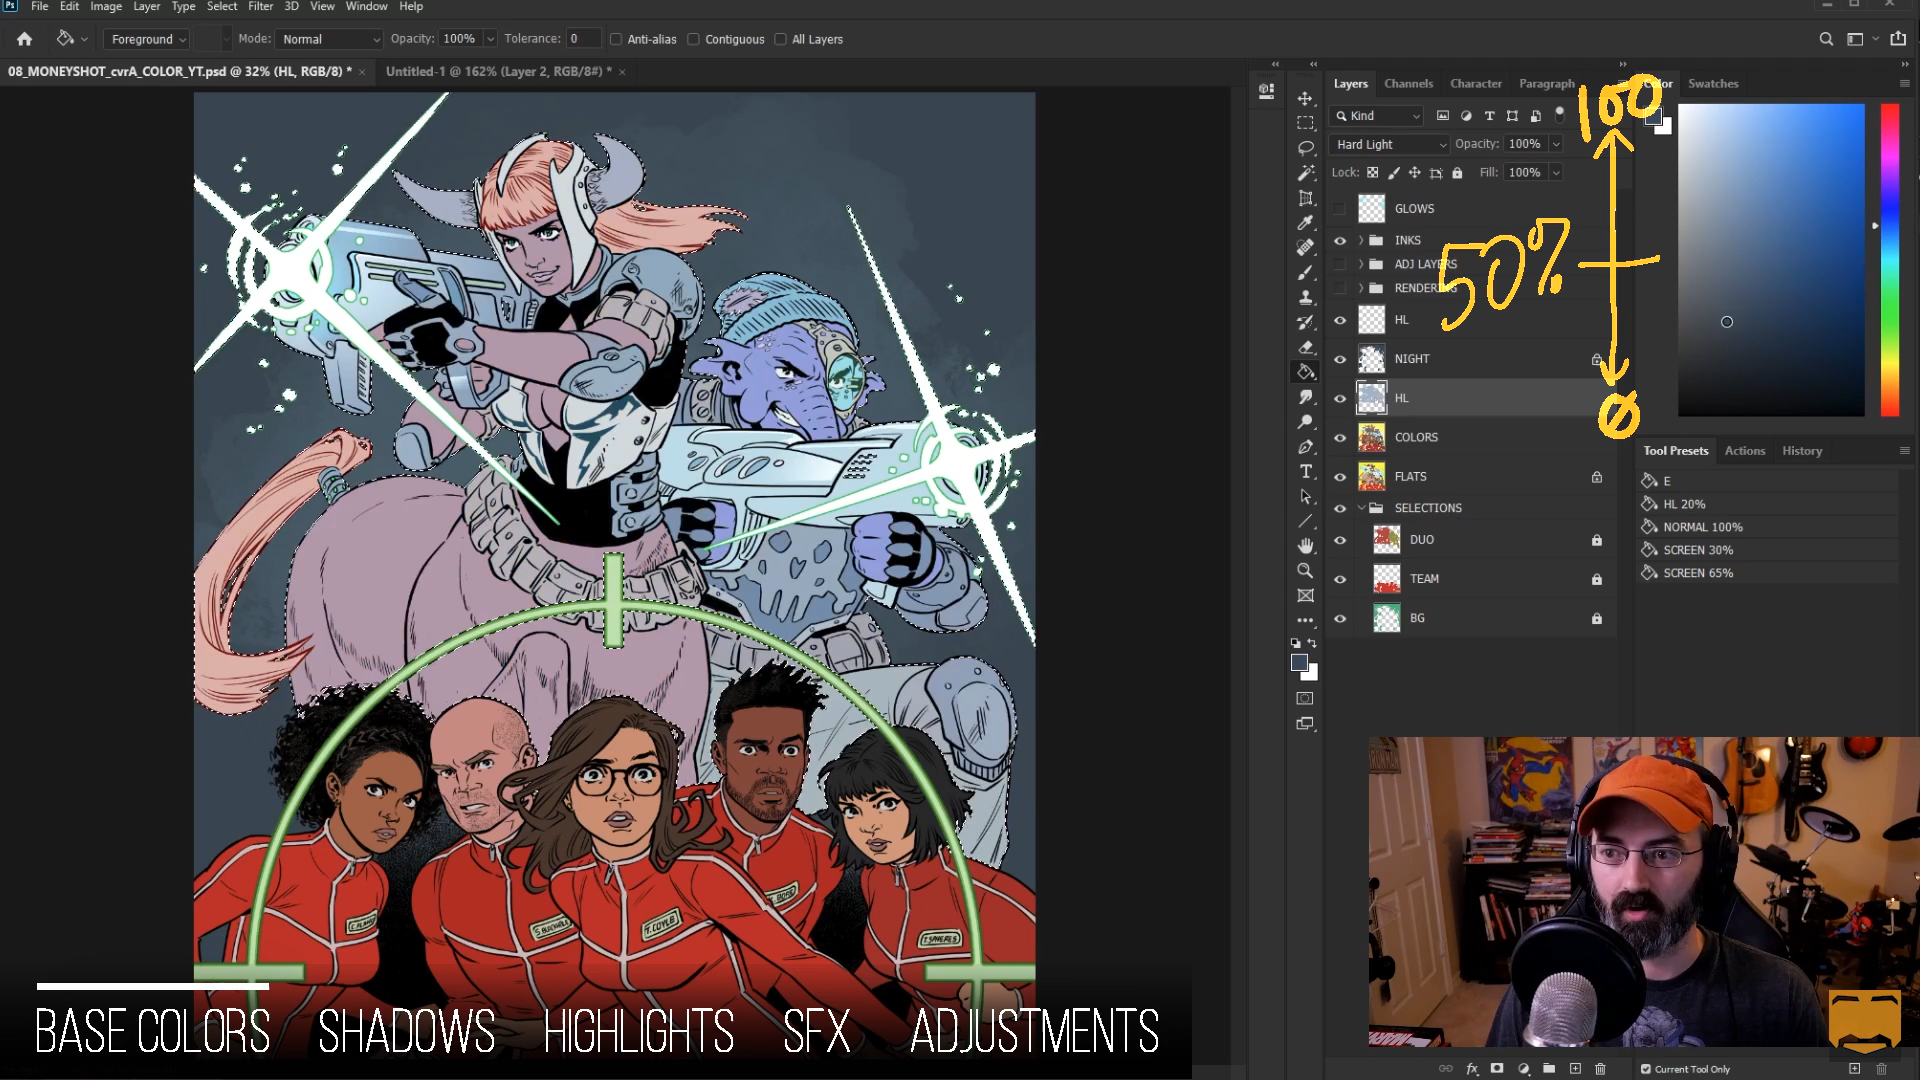 Ps File Edit Image Layer Type Select Filter 3D View Window Help
Foreground Mode: Normal Opacity: 100% Tolerance: 0 Anti-alias Contiguous All Layers
08_MONEYSHOT_cvrA_COLOR_YT.psd @ 32% (HL, RGB/8) * × Untitled-1 @ 162% (Layer 2, RGB/8#) * ×
Layers Channels Character Paragraph
Color Swatches
Kind
Hard Light Opacity: 100%
Lock: Fill: 100%
GLOWS
INKS
ADJ LAYERS
RENDERING
HL
NIGHT
HL
COLORS
FLATS
SELECTIONS
DUO
TEAM
BG
100
50%
0
Tool Presets Actions History
E
HL 20%
NORMAL 100%
SCREEN 30%
SCREEN 65%
T. COYLE
BASE COLORS SHADOWS HIGHLIGHTS SFX ADJUSTMENTS
fx
Current Tool Only